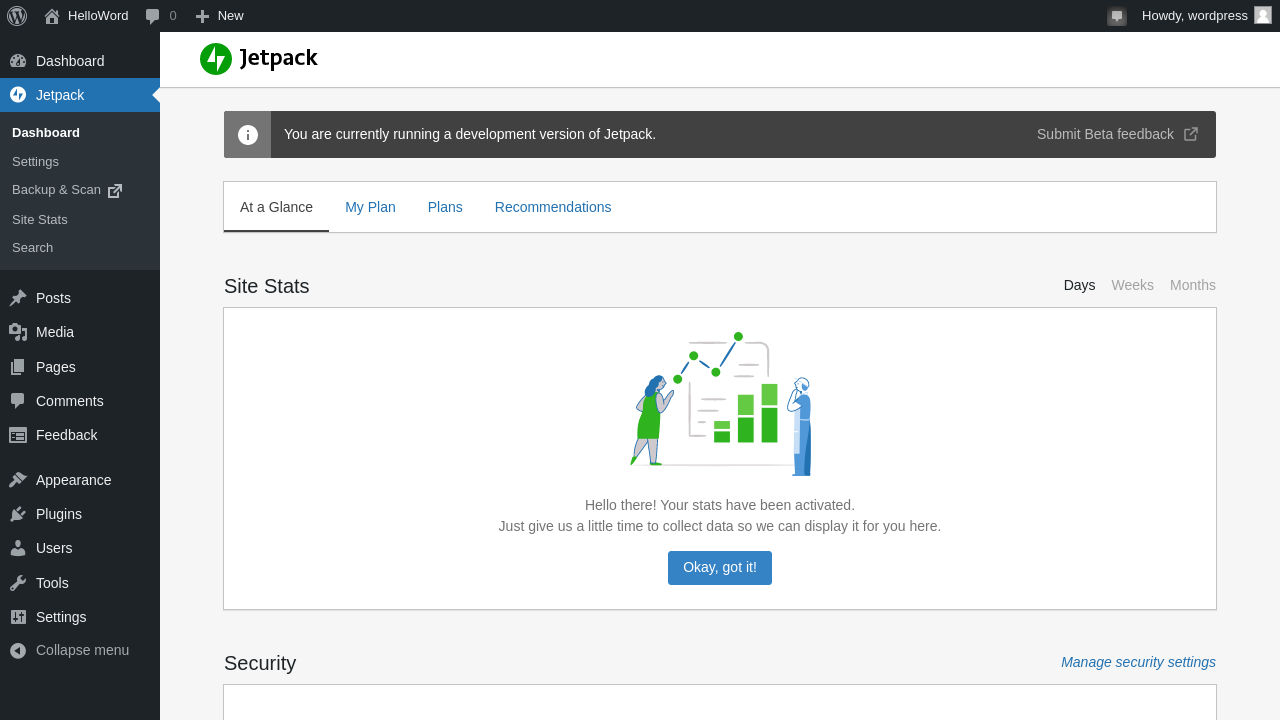 HelloWord
0
New
Howdy, wordpress
Dashboard
Jetpack
Dashboard
Settings
Backup & Scan
Site Stats
Search
Posts
Media
Pages
Comments
Feedback
Appearance
Plugins
Users
Tools
Settings
Collapse menu
Jetpack
You are currently running a development version of Jetpack.
Submit Beta feedback
At a Glance
My Plan
Plans
Recommendations
Site Stats
Days
Weeks
Months
Hello there! Your stats have been activated.
Just give us a little time to collect data so we can display it for you here.
Okay, got it!
Security
Manage security settings